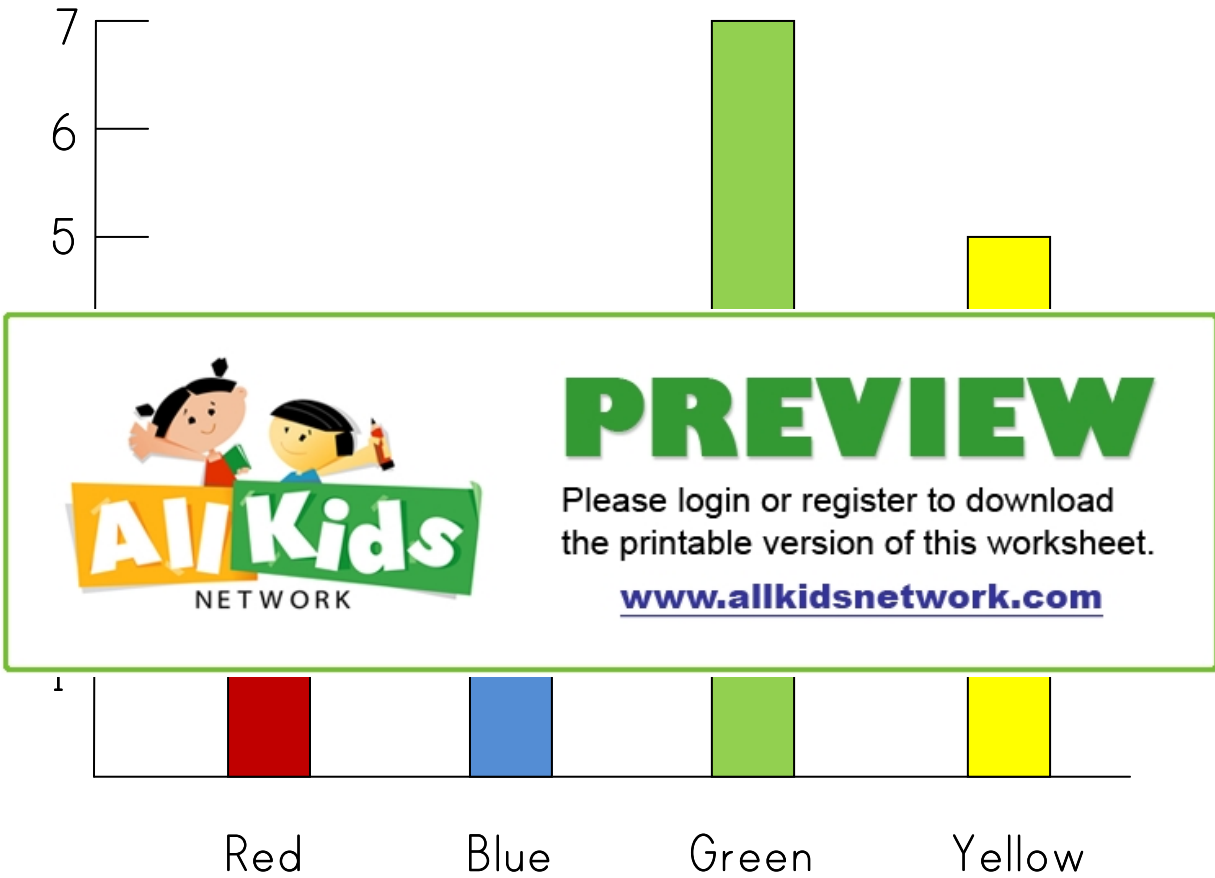 7
6
5
PREVIEW
Please login or register to download
the printable version of this worksheet.
www.allkidsnetwork.com
All Kids
NETWORK
1
Red Blue Green Yellow